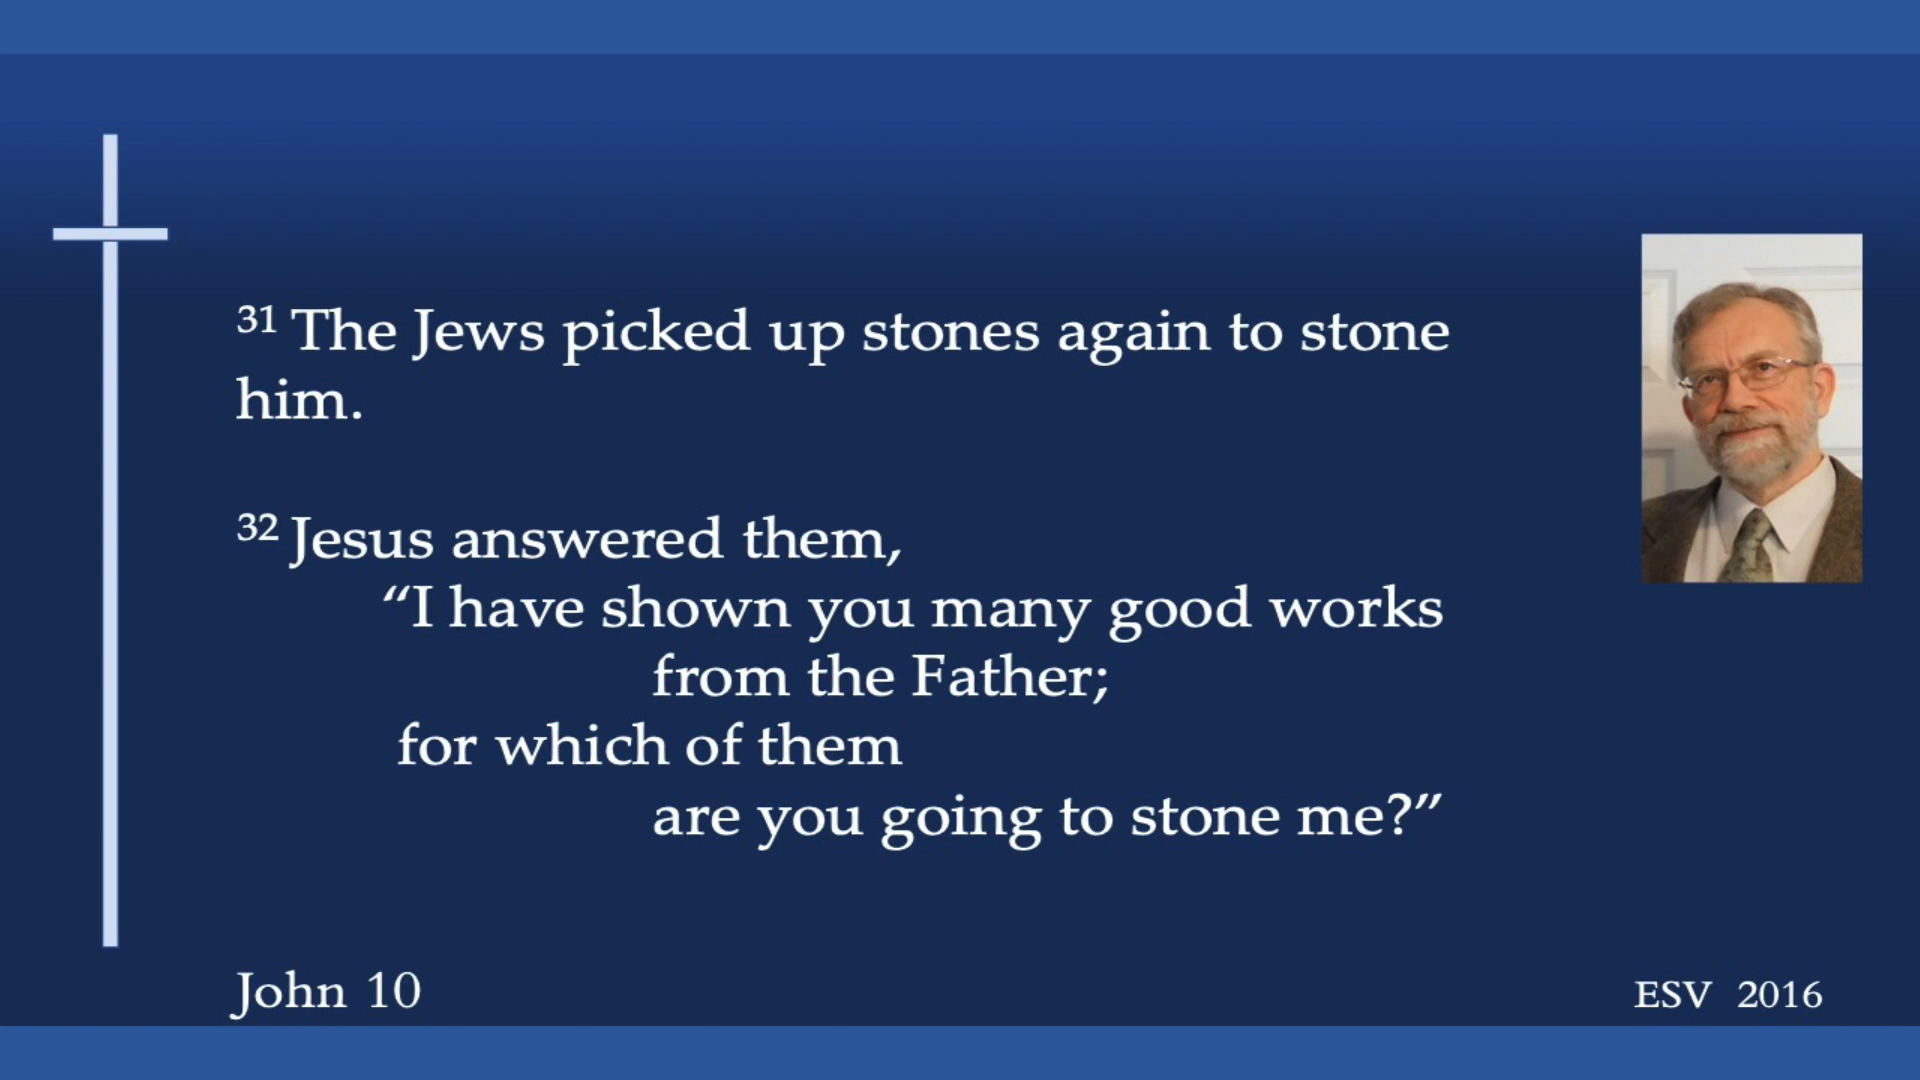 31 The Jews picked up stones again to stone
him.
32 Jesus answered them,
“I have shown you many good works
from the Father;
for which of them
are you going to stone me?”
John 10
ESV 2016